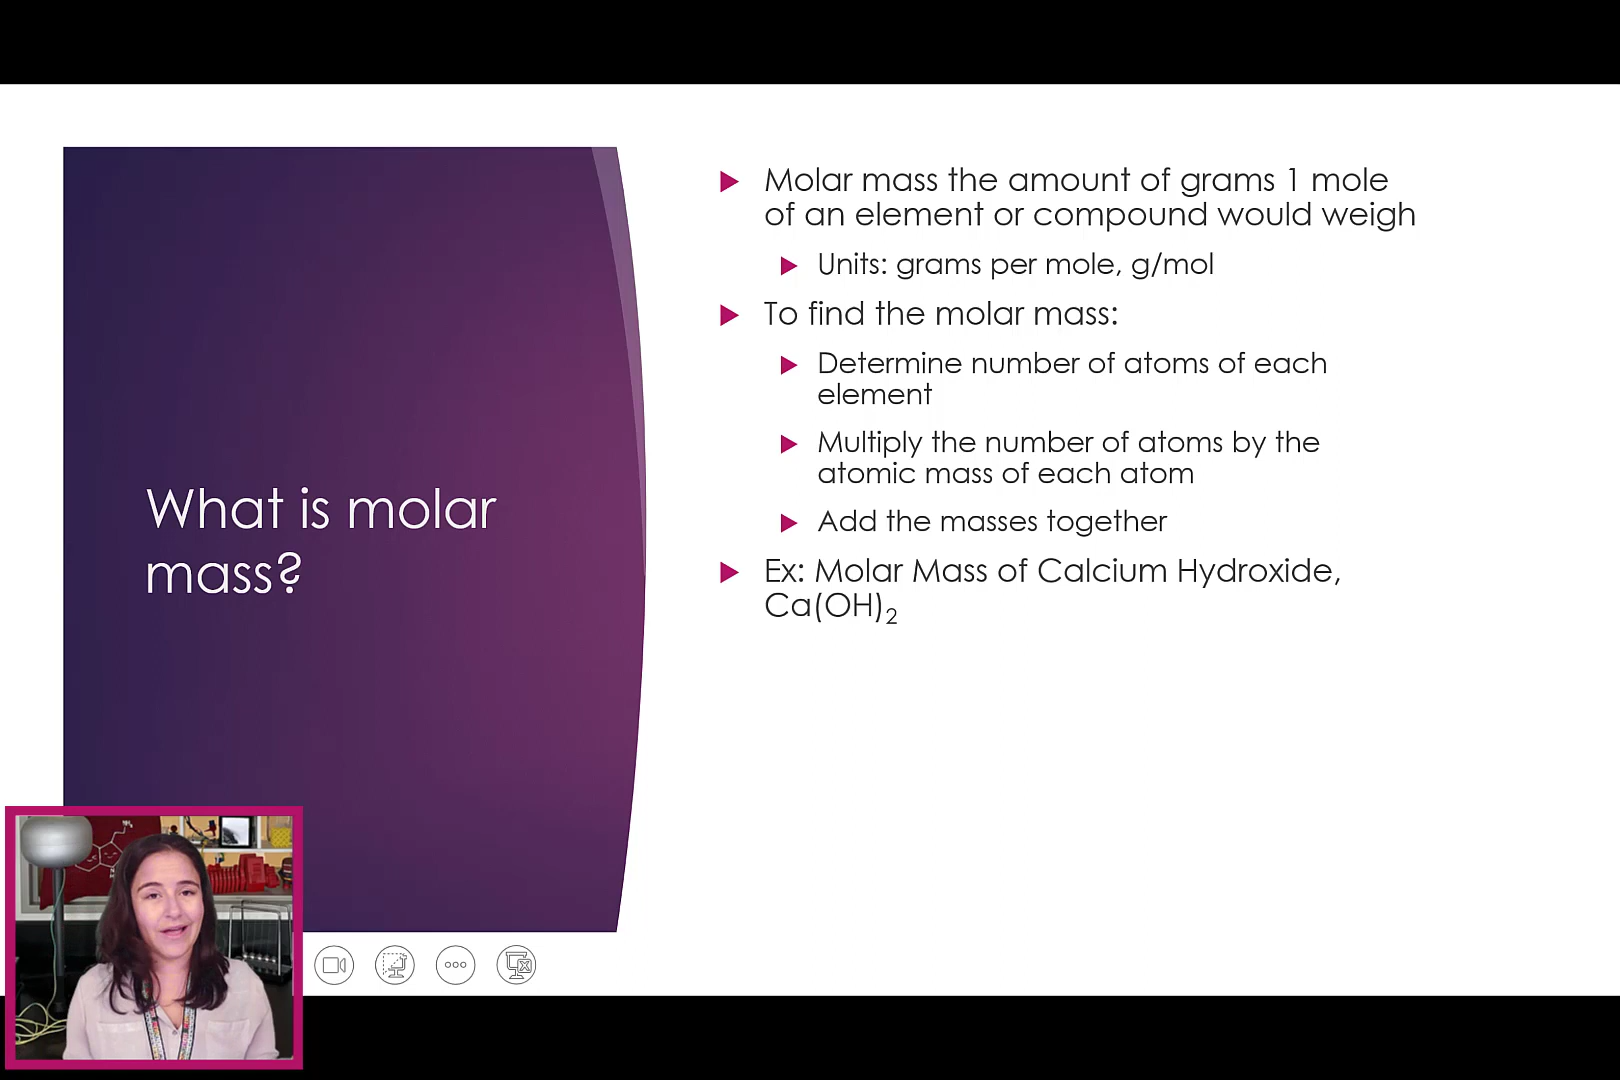 What is molar
mass?
Molar mass the amount of grams 1 mole
of an element or compound would weigh
Units: grams per mole, g/mol
To find the molar mass:
Determine number of atoms of each
element
Multiply the number of atoms by the
atomic mass of each atom
Add the masses together
Ex: Molar Mass of Calcium Hydroxide,
Ca(OH)₂